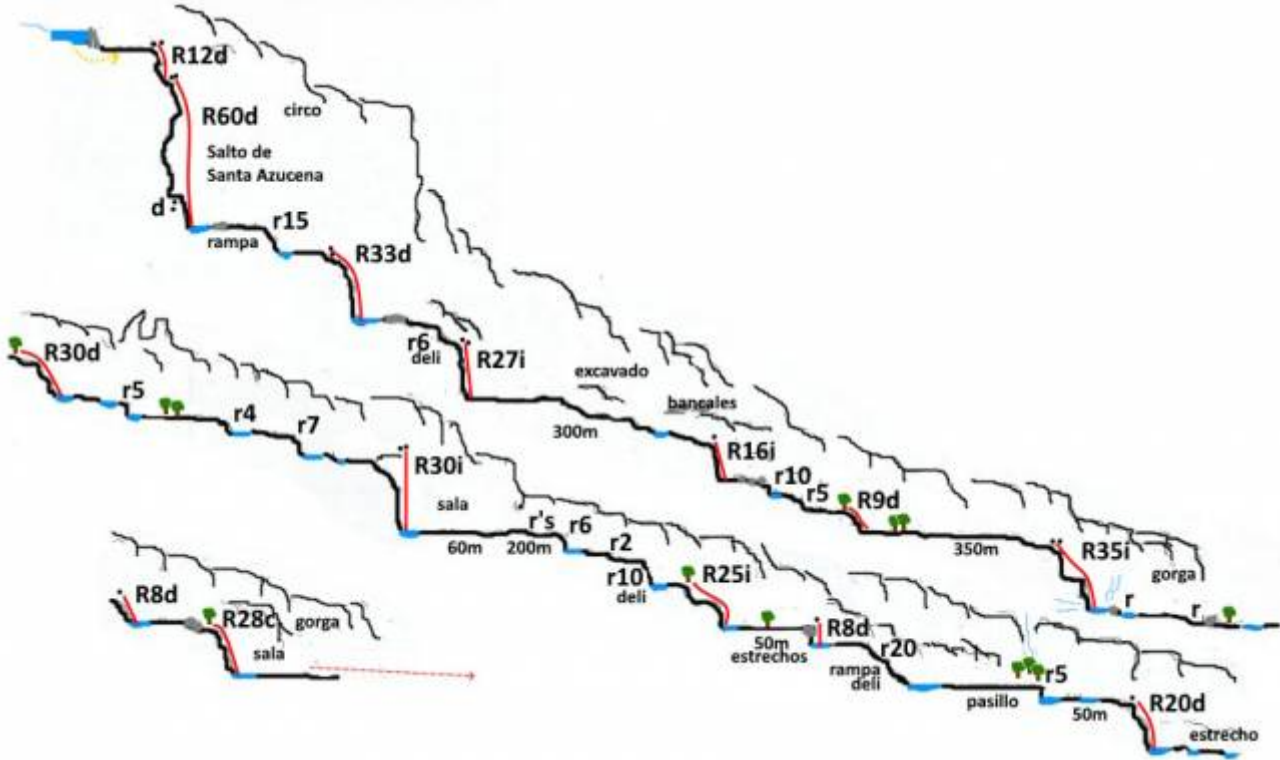 R12d
R60d
circo
Salto de
Santa Azucena
d
r15
rampa
R33d
r6
deli
R27i
excavado
bancales
300m
R16i
r10
r5
R9d
350m
R35i
gorga
r
r
R30d
r5
r4
r7
R30i
sala
60m
r's
200m
r6
r2
r10
deli
R25i
50m
estrechos
R8d
r20
rampa
deli
pasillo
r5
50m
R20d
estrecho
R8d
R28c
gorga
sala